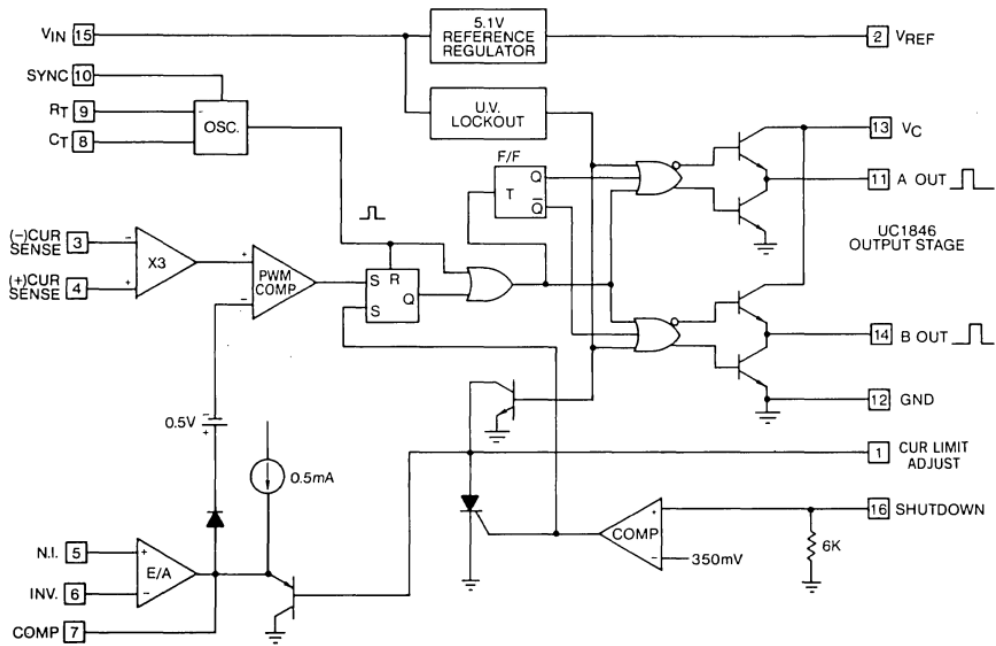 VIN 15
5.1V
REFERENCE
REGULATOR
2 VREF
SYNC 10
RT 9
CT 8
OSC.
U.V.
LOCKOUT
13 VC
F/F
T
Q
Q̅
11 A OUT
UC1846
OUTPUT STAGE
(-)CUR
SENSE 3
(+)CUR
SENSE 4
-
+
X3
+
-
PWM
COMP
S
R
S
Q
14 B OUT
12 GND
0.5V
-
+
0.5mA
1 CUR LIMIT
ADJUST
16 SHUTDOWN
COMP
+
-
350mV
6K
N.I. 5
INV. 6
+
-
E/A
COMP 7